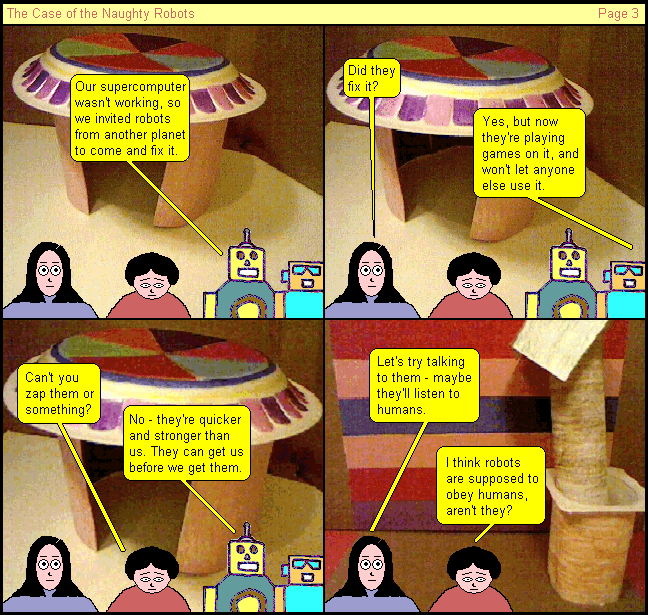 The Case of the Naughty Robots
Page 3
Our supercomputer
wasn't working, so
we invited robots
from another planet
to come and fix it.
Did they
fix it?
Yes, but now
they're playing
games on it, and
won't let anyone
else use it.
Can't you
zap them or
something?
No - they're quicker
and stronger than
us. They can get us
before we get them.
Let's try talking
to them - maybe
they'll listen to
humans.
I think robots
are supposed to
obey humans,
aren't they?